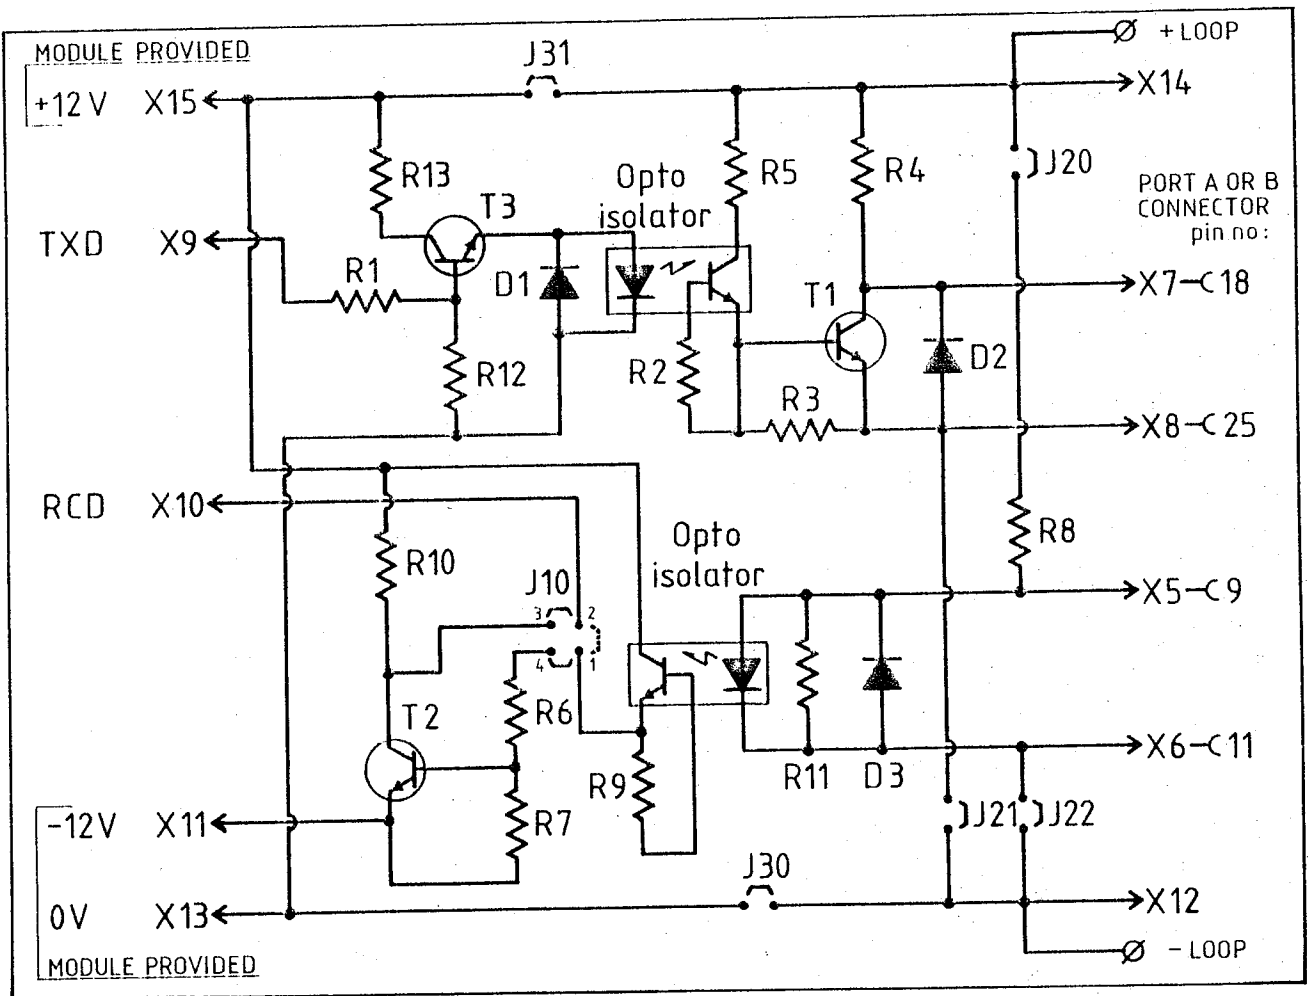 MODULE PROVIDED
+12V X15
J31
+LOOP
X14
R13
R5
R4
J20
Opto
isolator
PORT A OR B
CONNECTOR
pin no:
TXD X9
T3
R1
D1
T1
X7-C18
R12
R2
D2
R3
X8-C25
RCD X10
R10
Opto
isolator
R8
J10
X5-C9
3 2
4 1
T2
R6
R9
R11
D3
X6-C11
-12V X11
R7
J21
J22
J30
0V X13
X12
-LOOP
MODULE PROVIDED